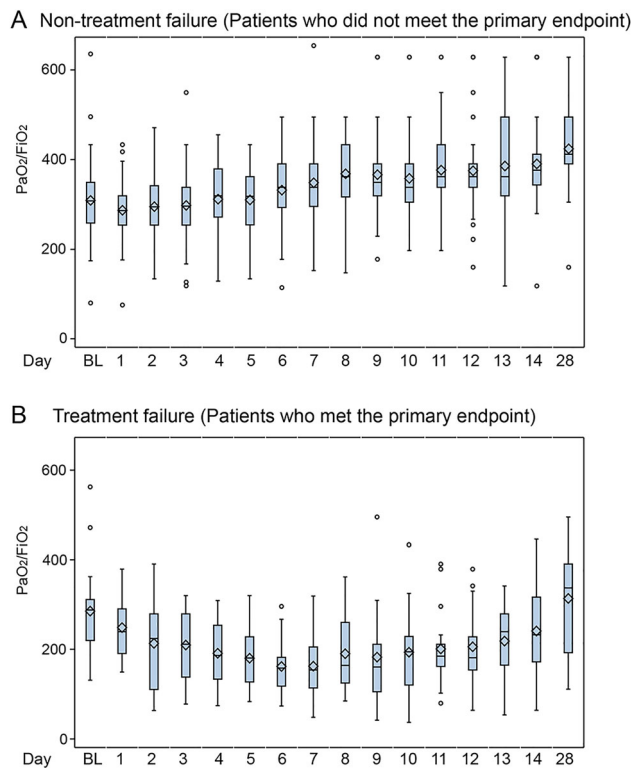 A Non-treatment failure (Patients who did not meet the primary endpoint)
600
400
200
0
PaO2/FiO2
Day BL 1 2 3 4 5 6 7 8 9 10 11 12 13 14 28
B Treatment failure (Patients who met the primary endpoint)
600
400
200
0
PaO2/FiO2
Day BL 1 2 3 4 5 6 7 8 9 10 11 12 13 14 28